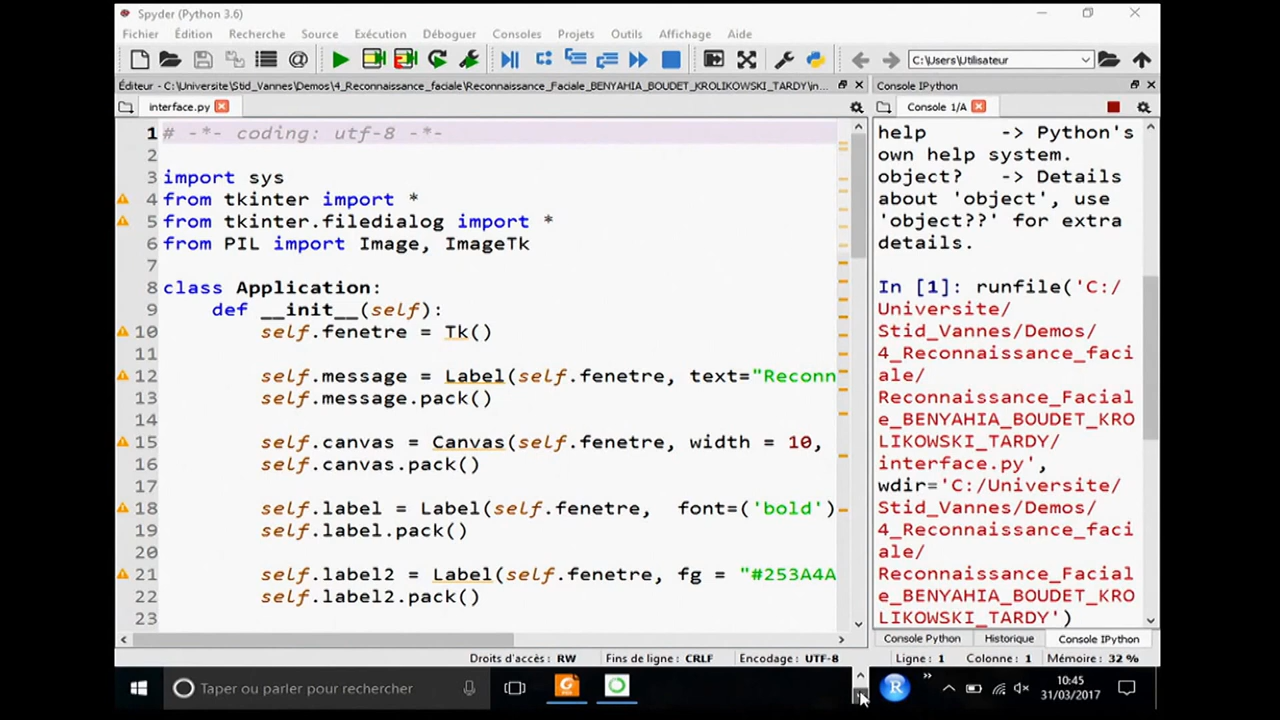 Spyder (Python 3.6)
Fichier Édition Recherche Source Exécution Déboguer Consoles Projets Outils Affichage Aide
C:\Users\Utilisateur
Éditeur - C:\Universite\Stid_Vannes\Demos\4_Reconnaissance_faciale\Reconnaissance_Faciale_BENYAHIA_BOUDET_KROLIKOWSKI_TARDY\in...
interface.py
1 # -*- coding: utf-8 -*-
2
3 import sys
4 from tkinter import *
5 from tkinter.filedialog import *
6 from PIL import Image, ImageTk
7
8 class Application:
9 def __init__(self):
10 self.fenetre = Tk()
11
12 self.message = Label(self.fenetre, text="Reconn
13 self.message.pack()
14
15 self.canvas = Canvas(self.fenetre, width = 10,
16 self.canvas.pack()
17
18 self.label = Label(self.fenetre, font=('bold')
19 self.label.pack()
20
21 self.label2 = Label(self.fenetre, fg = "#253A4A
22 self.label2.pack()
23
Console IPython
Console 1/A
help -> Python's
own help system.
object? -> Details
about 'object', use
'object??' for extra
details.
In [1]: runfile('C:/
Universite/
Stid_Vannes/Demos/
4_Reconnaissance_faci
ale/
Reconnaissance_Facial
e_BENYAHIA_BOUDET_KRO
LIKOWSKI_TARDY/
interface.py',
wdir='C:/Universite/
Stid_Vannes/Demos/
4_Reconnaissance_faci
ale/
Reconnaissance_Facial
e_BENYAHIA_BOUDET_KRO
LIKOWSKI_TARDY')
Console Python Historique Console IPython
Droits d'accès : RW Fins de ligne : CRLF Encodage : UTF-8 Ligne : 1 Colonne : 1 Mémoire : 32 %
Taper ou parler pour rechercher
R
10:45
31/03/2017